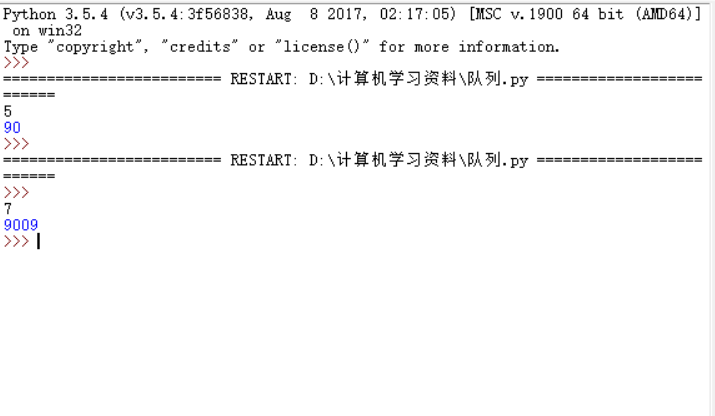 Python 3.5.4 (v3.5.4:3f56838, Aug  8 2017, 02:17:05) [MSC v.1900 64 bit (AMD64)]
 on win32
Type "copyright", "credits" or "license()" for more information.
>>>
========================= RESTART: D:\计算机学习资料\队列.py ===================
======
5
90
>>>
========================= RESTART: D:\计算机学习资料\队列.py ===================
======
>>>
7
9009
>>>